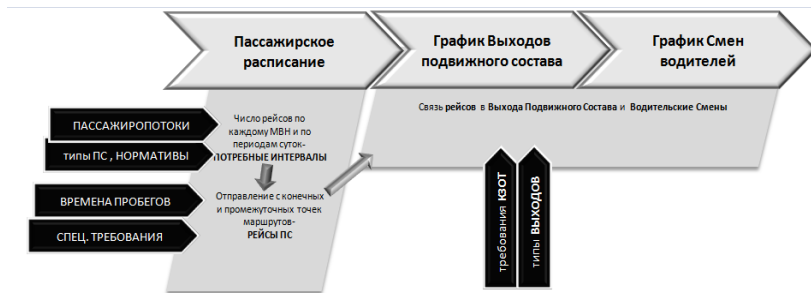 Пассажирское
расписание
График Выходов
подвижного состава
График Смен
водителей
ПАССАЖИРОПОТОКИ
типы ПС , НОРМАТИВЫ
ВРЕМЕНА ПРОБЕГОВ
СПЕЦ. ТРЕБОВАНИЯ
Число рейсов по
каждому МВН и по
периодам суток-
ПОТРЕБНЫЕ ИНТЕРВАЛЫ
Отправление с конечных
и промежуточных точек
маршрутов-
РЕЙСЫ ПС
Связь рейсов в Выхода Подвижного Состава и Водительские Смены
требования КЗОТ
типы ВЫХОДОВ